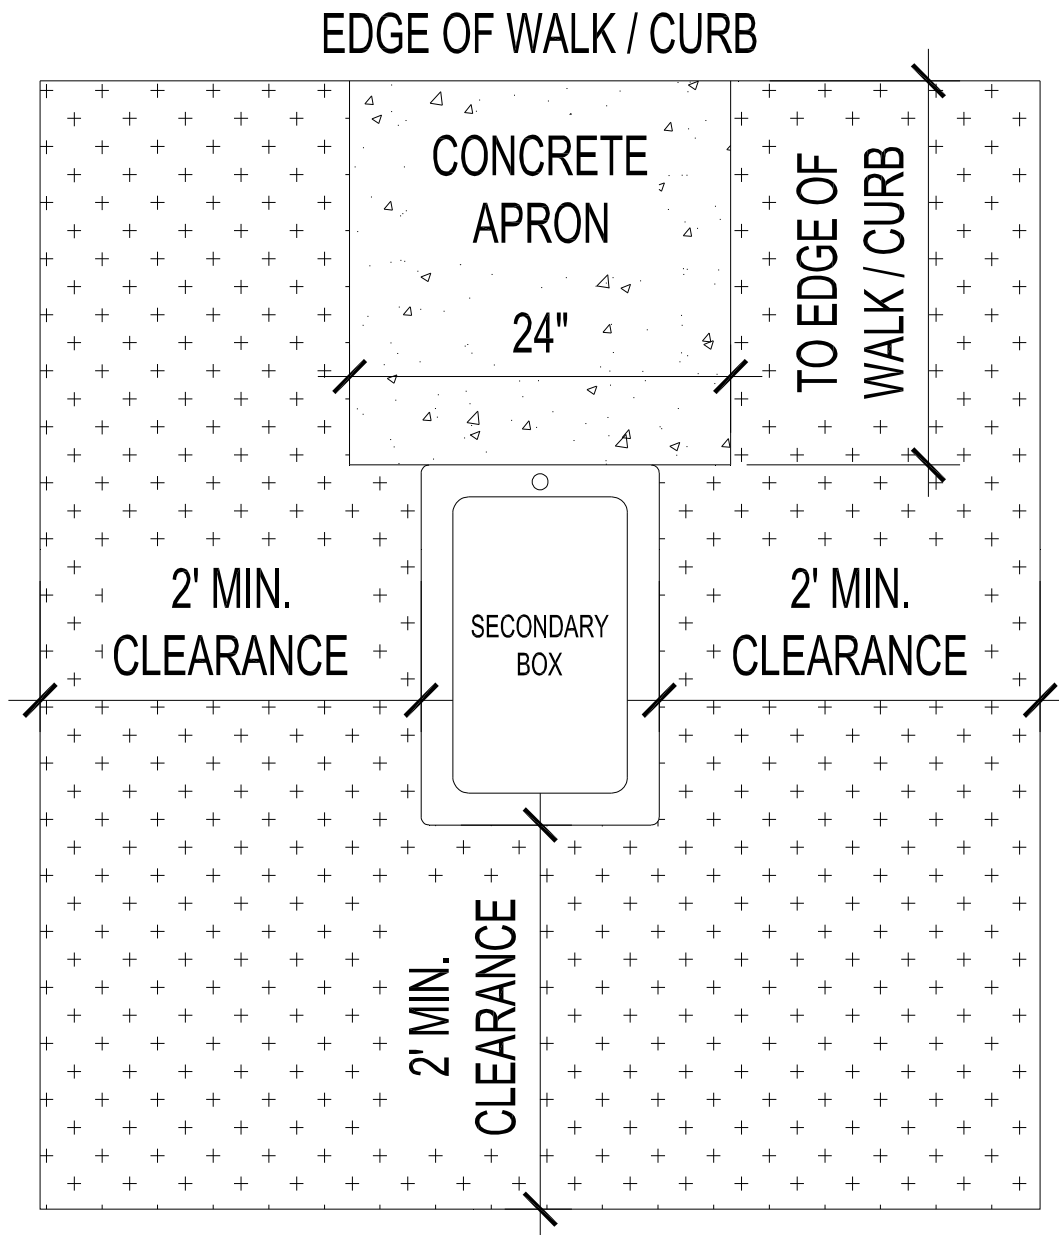 EDGE OF WALK / CURB
CONCRETE
APRON
24"
TO EDGE OF
WALK / CURB
2' MIN.
CLEARANCE
SECONDARY
BOX
2' MIN.
CLEARANCE
2' MIN.
CLEARANCE